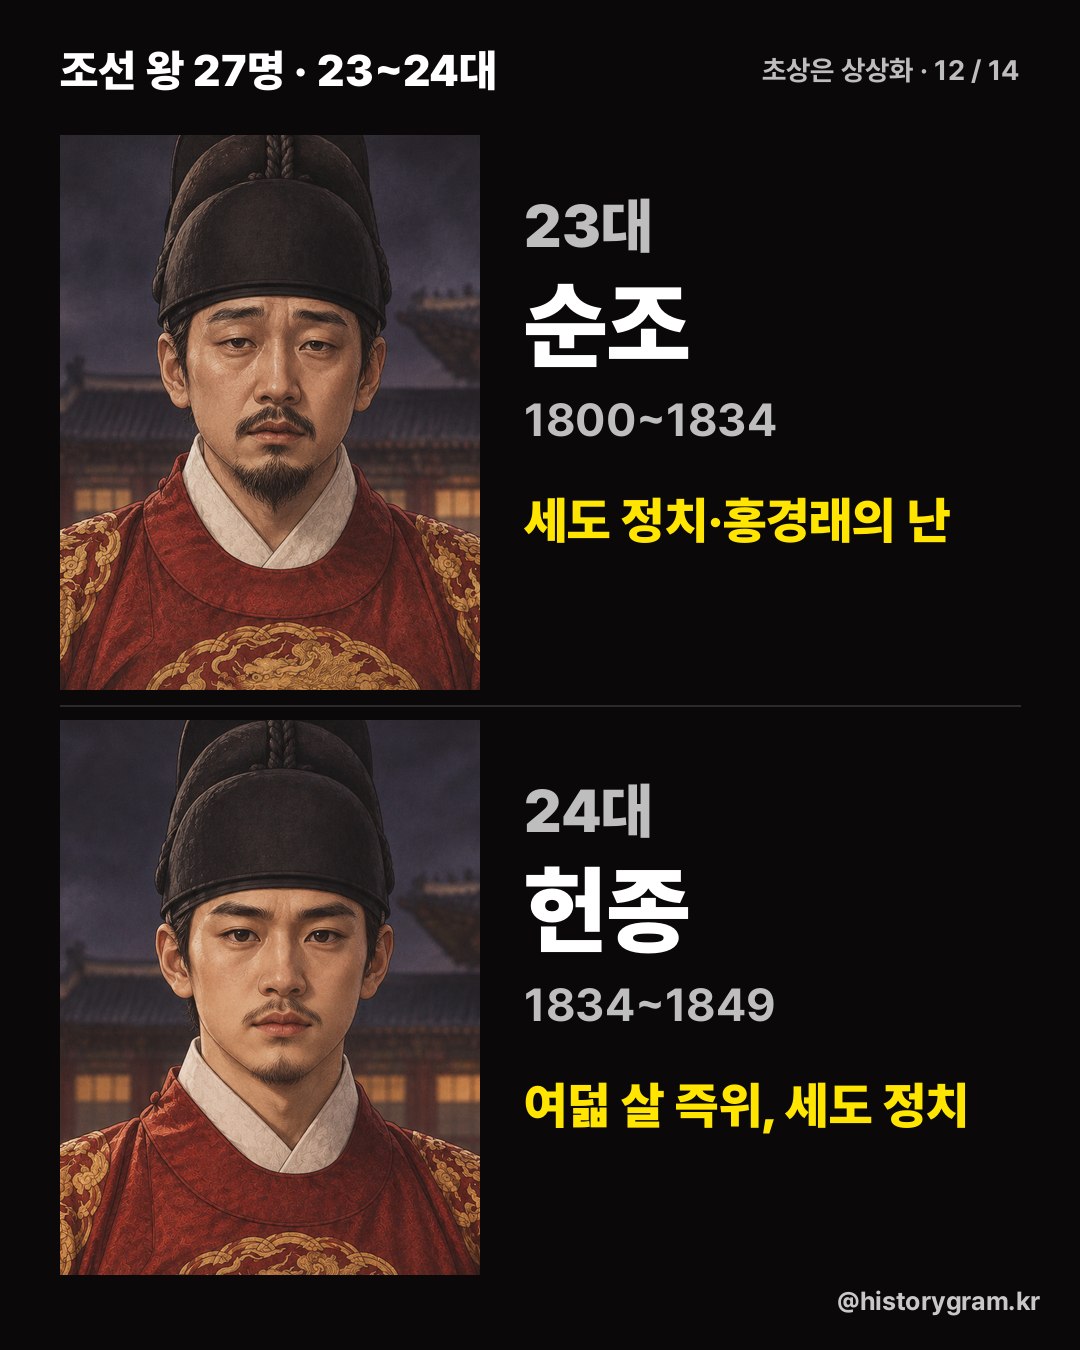 조선 왕 27명 · 23~24대
초상은 상상화 · 12 / 14
23대
순조
1800~1834
세도 정치·홍경래의 난
24대
헌종
1834~1849
여덟 살 즉위, 세도 정치
@historygram.kr